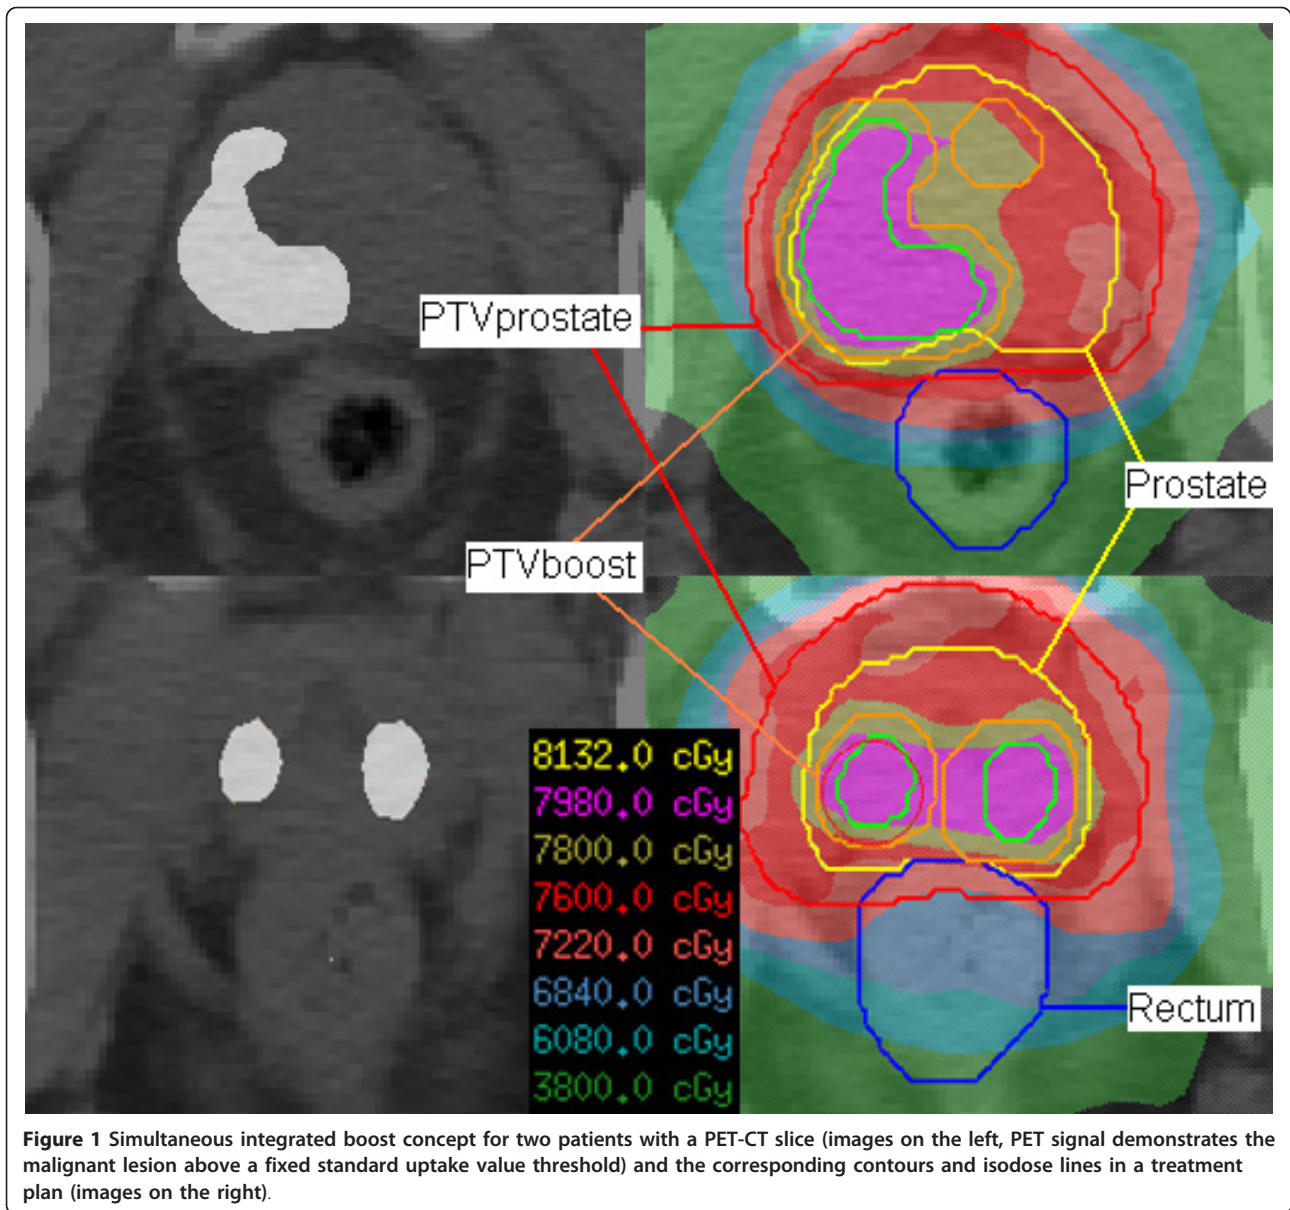 PTVprostate
Prostate
PTVboost
8132.0 cGy
7980.0 cGy
7800.0 cGy
7600.0 cGy
7220.0 cGy
6840.0 cGy
6080.0 cGy
3800.0 cGy
Rectum
Figure 1 Simultaneous integrated boost concept for two patients with a PET-CT slice (images on the left, PET signal demonstrates the
malignant lesion above a fixed standard uptake value threshold) and the corresponding contours and isodose lines in a treatment
plan (images on the right).